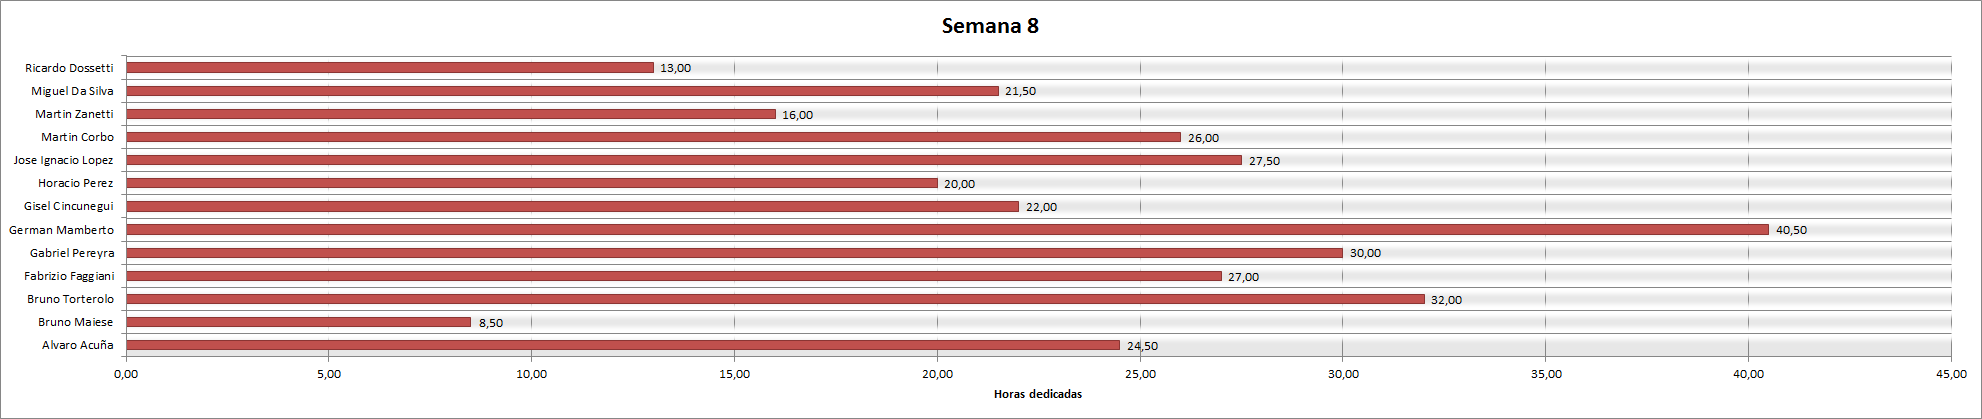 Semana 8
Ricardo Dossetti 13,00
Miguel Da Silva 21,50
Martin Zanetti 16,00
Martin Corbo 26,00
Jose Ignacio Lopez 27,50
Horacio Perez 20,00
Gisel Cincunegui 22,00
German Mamberto 40,50
Gabriel Pereyra 30,00
Fabrizio Faggiani 27,00
Bruno Torterolo 32,00
Bruno Maiese 8,50
Alvaro Acuña 24,50
0,00 5,00 10,00 15,00 20,00 25,00 30,00 35,00 40,00 45,00
Horas dedicadas